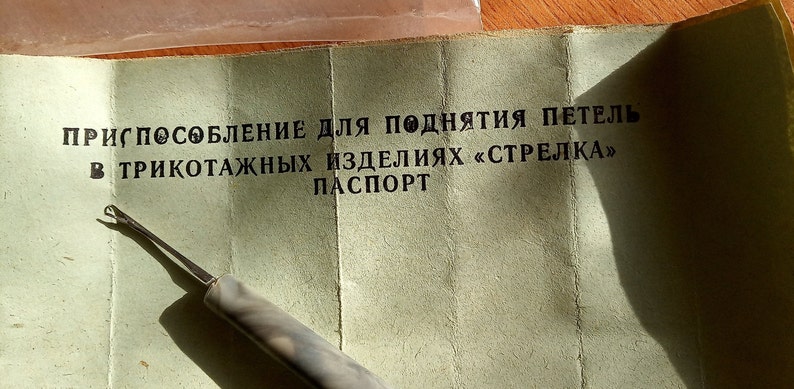 ПРИСПОСОБЛЕНИЕ ДЛЯ ПОДНЯТИЯ ПЕТЕЛЬ
В ТРИКОТАЖНЫХ ИЗДЕЛИЯХ «СТРЕЛКА»
ПАСПОРТ